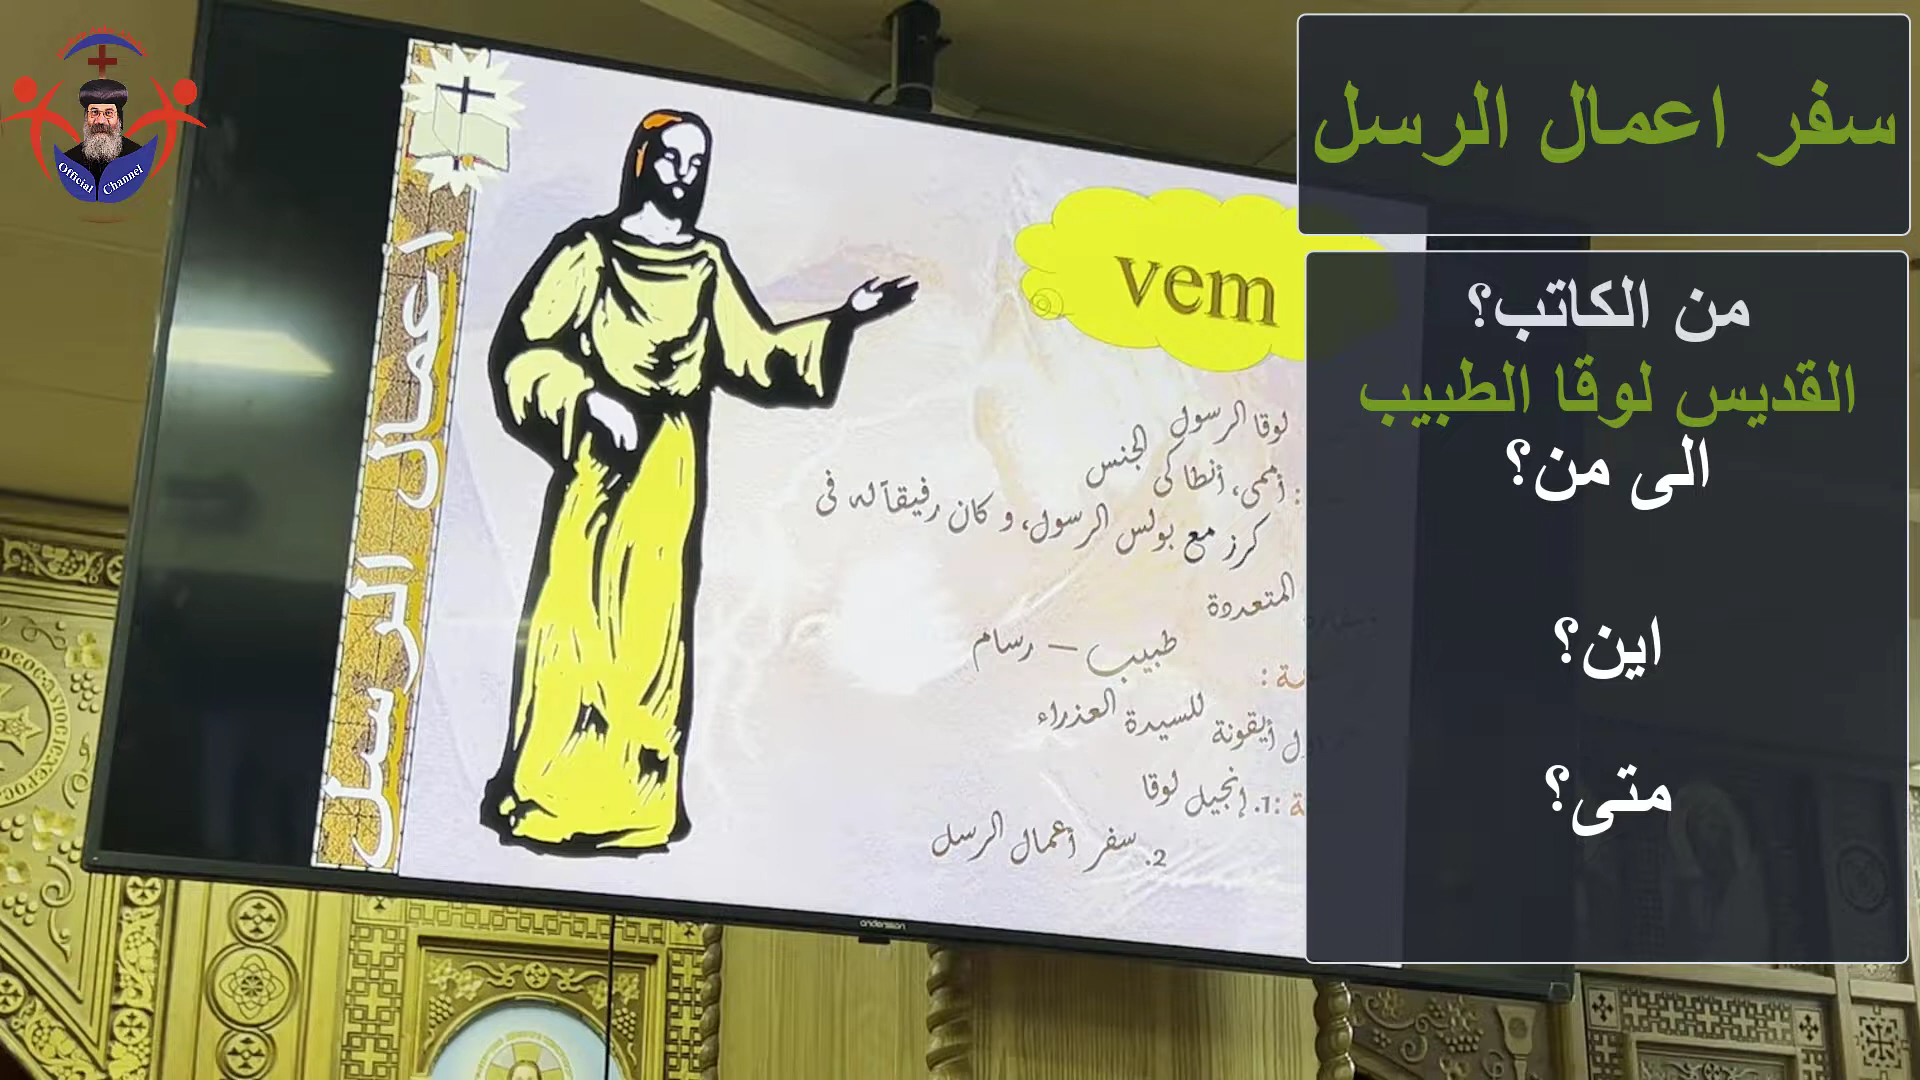 سفر اعمال الرسل
من الكاتب؟
القديس لوقا الطبيب
الى من؟
اين؟
متى؟
Official Channel
أعمال الرسل
vem
لوقا الرسول
الجنس : أممى، أنطاكى
كرز مع بولس الرسول، و كان رفيقاً له فى
المتعددة
طبيب – رسام
أيقونة للسيدة العذراء
1. إنجيل لوقا
2. سفر أعمال الرسل
andersson